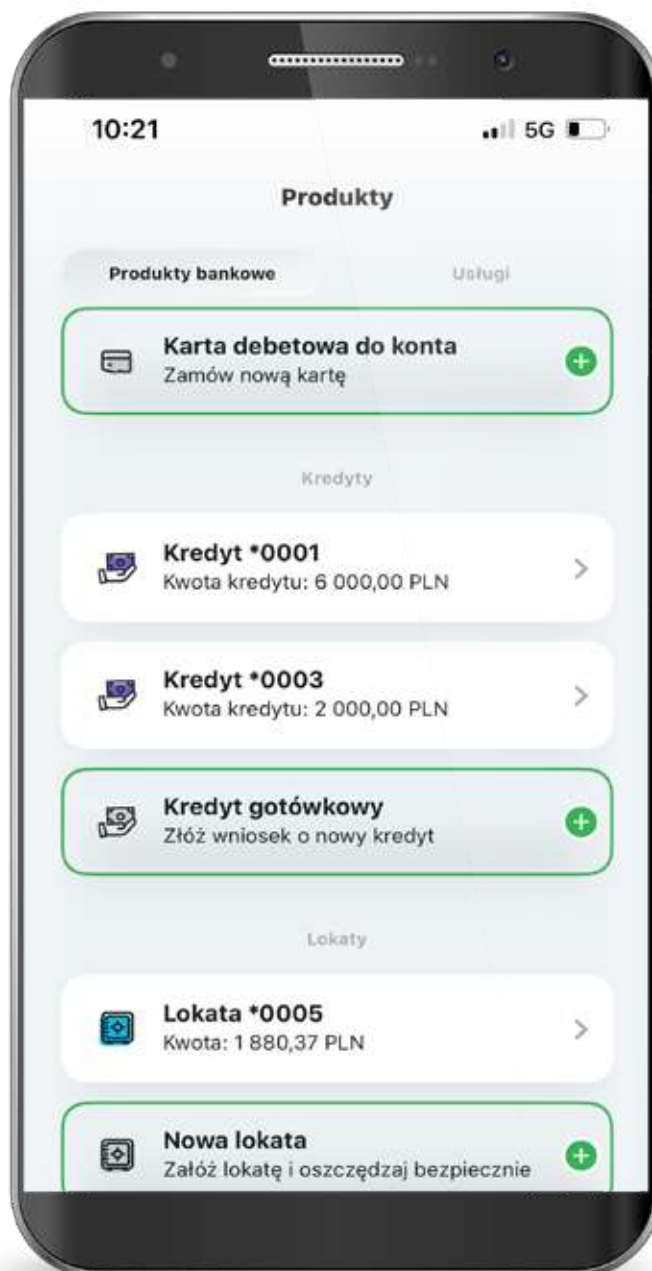 10:21
5G
Produkty
Produkty bankowe
Usługi
Karta debetowa do konta
Zamów nową kartę
Kredyty
Kredyt *0001
Kwota kredytu: 6 000,00 PLN
Kredyt *0003
Kwota kredytu: 2 000,00 PLN
Kredyt gotówkowy
Złóż wniosek o nowy kredyt
Lokaty
Lokata *0005
Kwota: 1 880,37 PLN
Nowa lokata
Załóż lokatę i oszczędzaj bezpiecznie